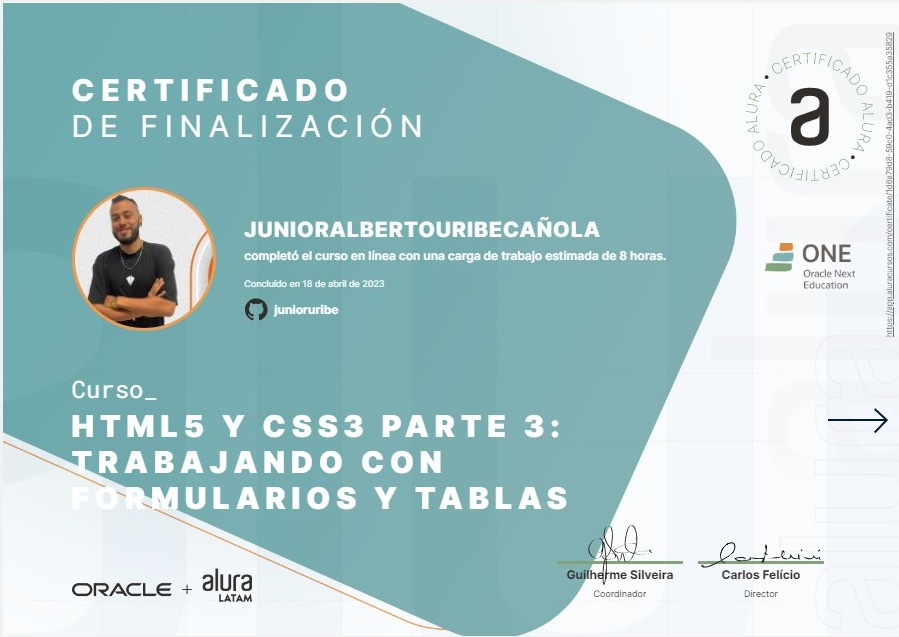 CERTIFICADO
DE FINALIZACIÓN
CERTIFICADO ALURA • CERTIFICADO ALURA •
a
JUNIORALBERTOURIBECAÑOLA
completó el curso en línea con una carga de trabajo estimada de 8 horas.
Concluído en 18 de abril de 2023
junioruribe
ONE
Oracle Next
Education
Curso_
HTML5 Y CSS3 PARTE 3:
TRABAJANDO CON
FORMULARIOS Y TABLAS
ORACLE + alura
LATAM
Guilherme Silveira
Coordinador
Carlos Felício
Director